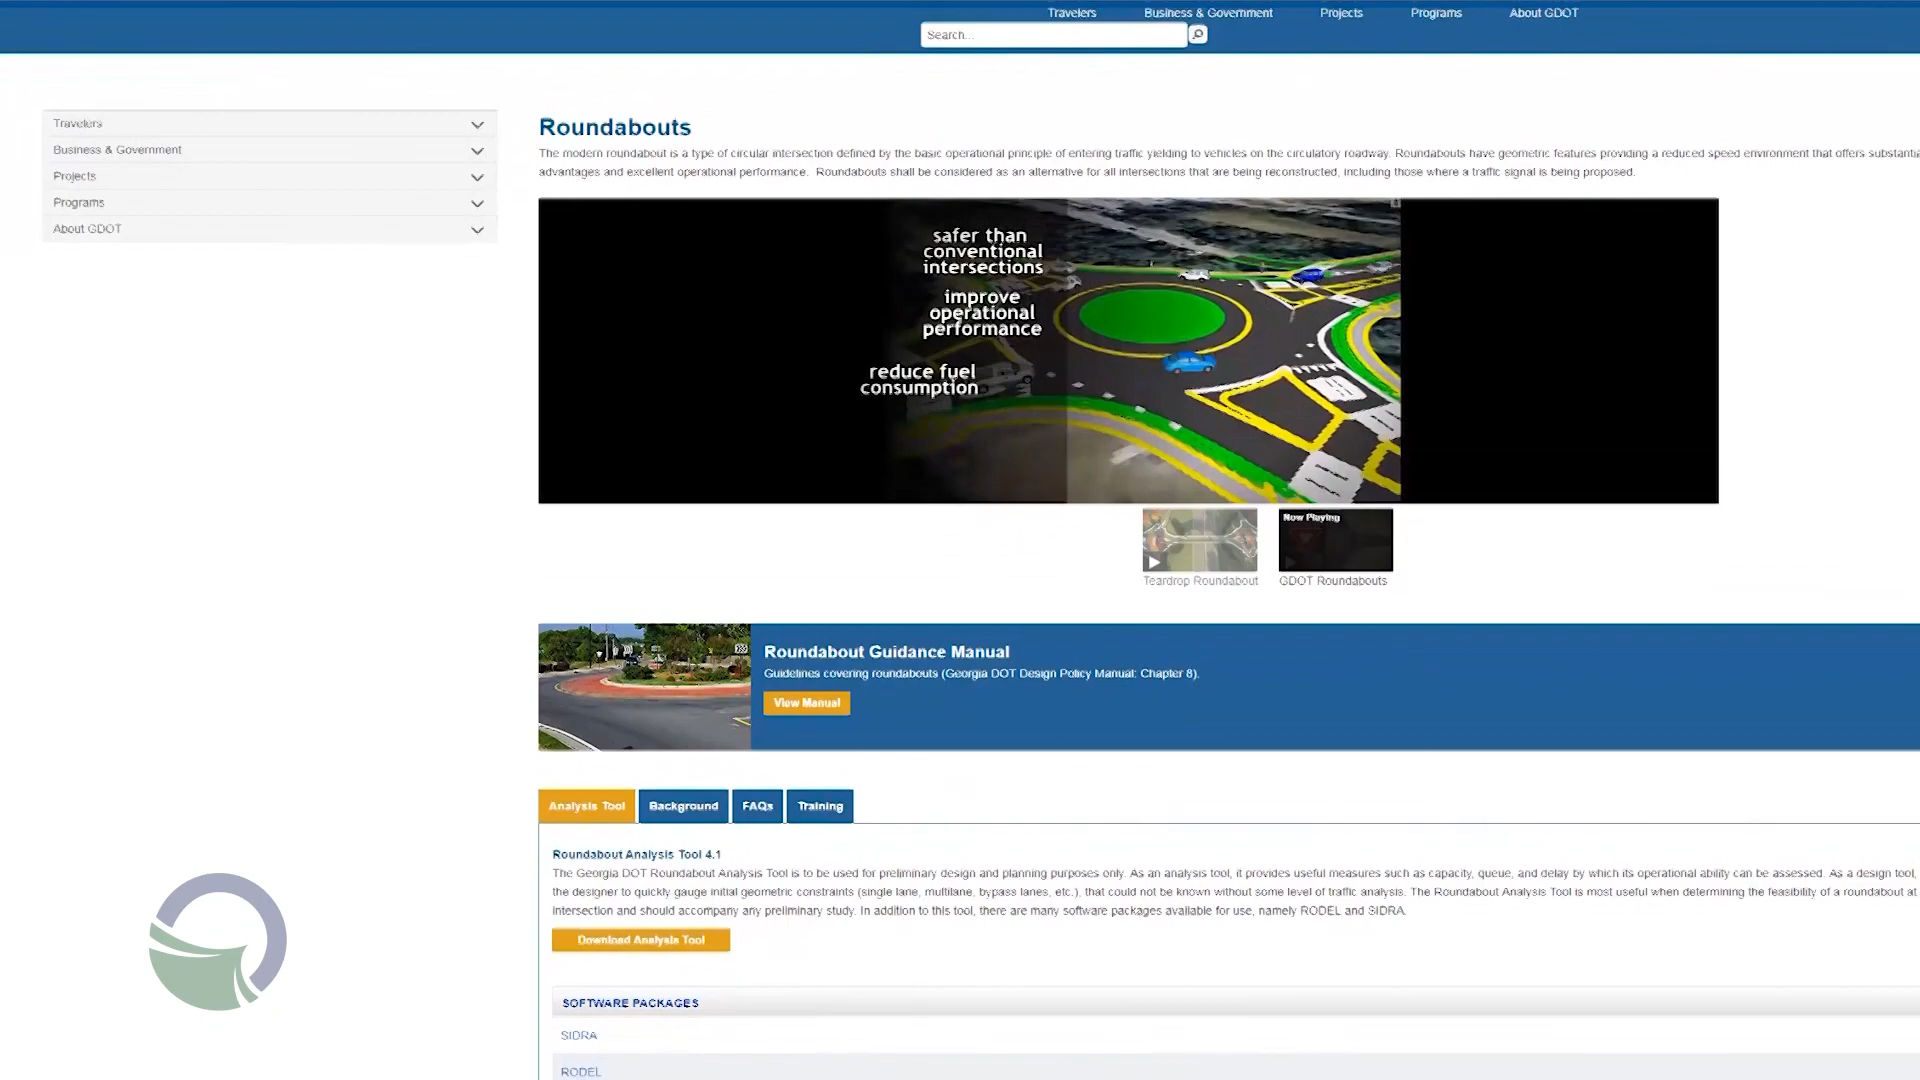 Travelers Business & Government Projects Programs About GDOT
Search...
Travelers
Business & Government
Projects
Programs
About GDOT
Roundabouts
The modern roundabout is a type of circular intersection defined by the basic operational principle of entering traffic yielding to vehicles on the circulatory roadway. Roundabouts have geometric features providing a reduced speed environment that offers substantia
advantages and excellent operational performance. Roundabouts shall be considered as an alternative for all intersections that are being reconstructed, including those where a traffic signal is being proposed.
safer than
conventional
intersections
improve
operational
performance
reduce fuel
consumption
Now Playing
Teardrop Roundabout GDOT Roundabouts
Roundabout Guidance Manual
Guidelines covering roundabouts (Georgia DOT Design Policy Manual: Chapter 8).
View Manual
Analysis Tool Background FAQs Training
Roundabout Analysis Tool 4.1
The Georgia DOT Roundabout Analysis Tool is to be used for preliminary design and planning purposes only. As an analysis tool, it provides useful measures such as capacity, queue, and delay by which its operational ability can be assessed. As a design tool,
the designer to quickly gauge initial geometric constraints (single lane, multilane, bypass lanes, etc.), that could not be known without some level of traffic analysis. The Roundabout Analysis Tool is most useful when determining the feasibility of a roundabout at
intersection and should accompany any preliminary study. In addition to this tool, there are many software packages available for use, namely RODEL and SIDRA.
Download Analysis Tool
SOFTWARE PACKAGES
SIDRA
RODEL